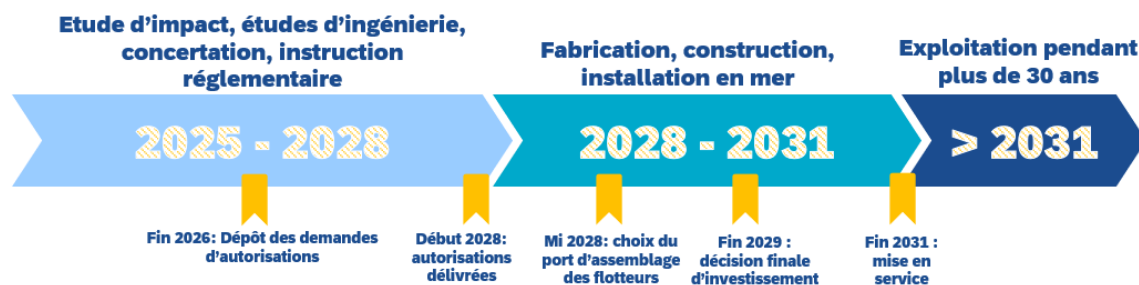 Etude d'impact, études d'ingénierie,
concertation, instruction
réglementaire
Fabrication, construction,
installation en mer
Exploitation pendant
plus de 30 ans
2025 - 2028
2028 - 2031
> 2031
Fin 2026: Dépôt des demandes
d'autorisations
Début 2028:
autorisations
délivrées
Mi 2028: choix du
port d'assemblage
des flotteurs
Fin 2029 :
décision finale
d'investissement
Fin 2031 :
mise en
service